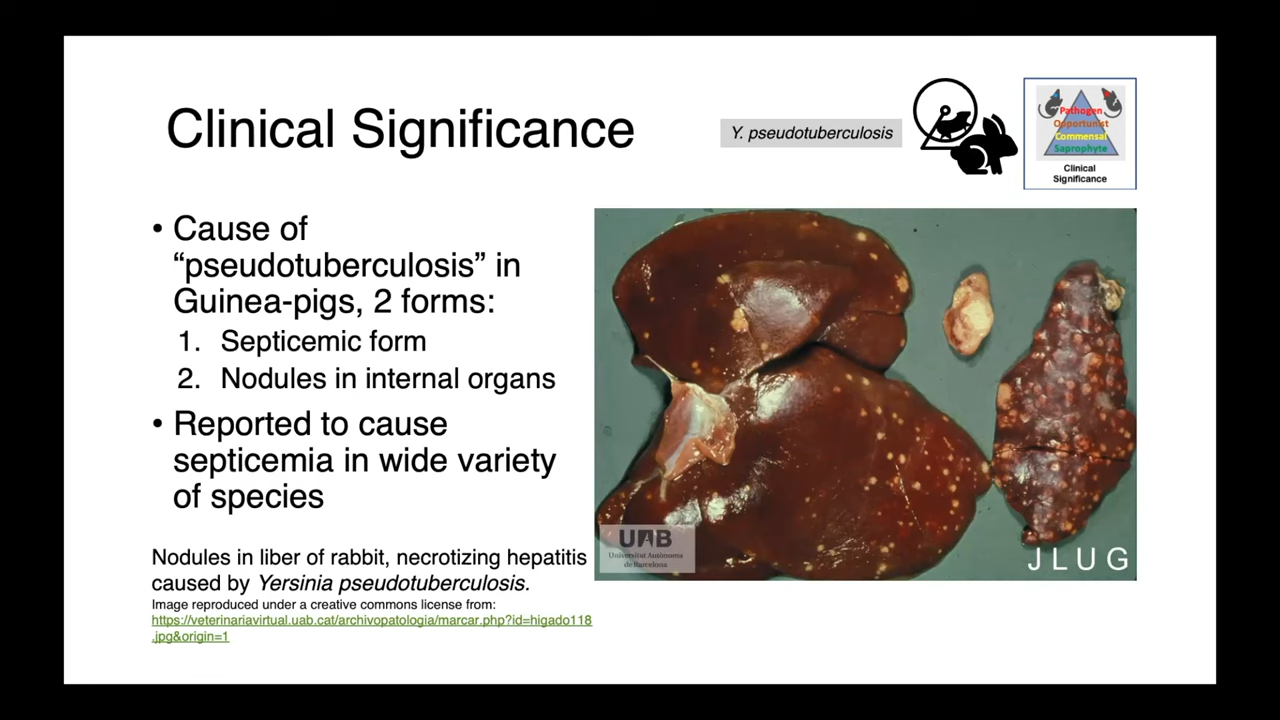 Clinical Significance
Y. pseudotuberculosis
Pathogen
Opportunist
Commensal
Saprophyte
Clinical
Significance
• Cause of
“pseudotuberculosis” in
Guinea-pigs, 2 forms:
1. Septicemic form
2. Nodules in internal organs
• Reported to cause
septicemia in wide variety
of species
Nodules in liber of rabbit, necrotizing hepatitis
caused by Yersinia pseudotuberculosis.
Image reproduced under a creative commons license from:
https://veterinariavirtual.uab.cat/archivopatologia/marcar.php?id=higado118
.jpg&origin=1
UAB
Universitat Autònoma
de Barcelona
JLUG